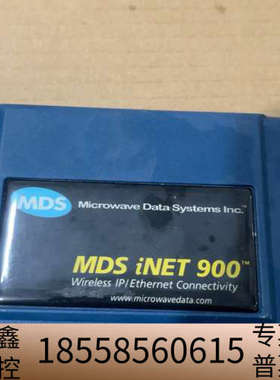 MDS Microwave Data Systems Inc.™
MDS iNET 900™
Wireless IP/Ethernet Connectivity
www.microwavedata.com
鑫 18558560615 专
控 普